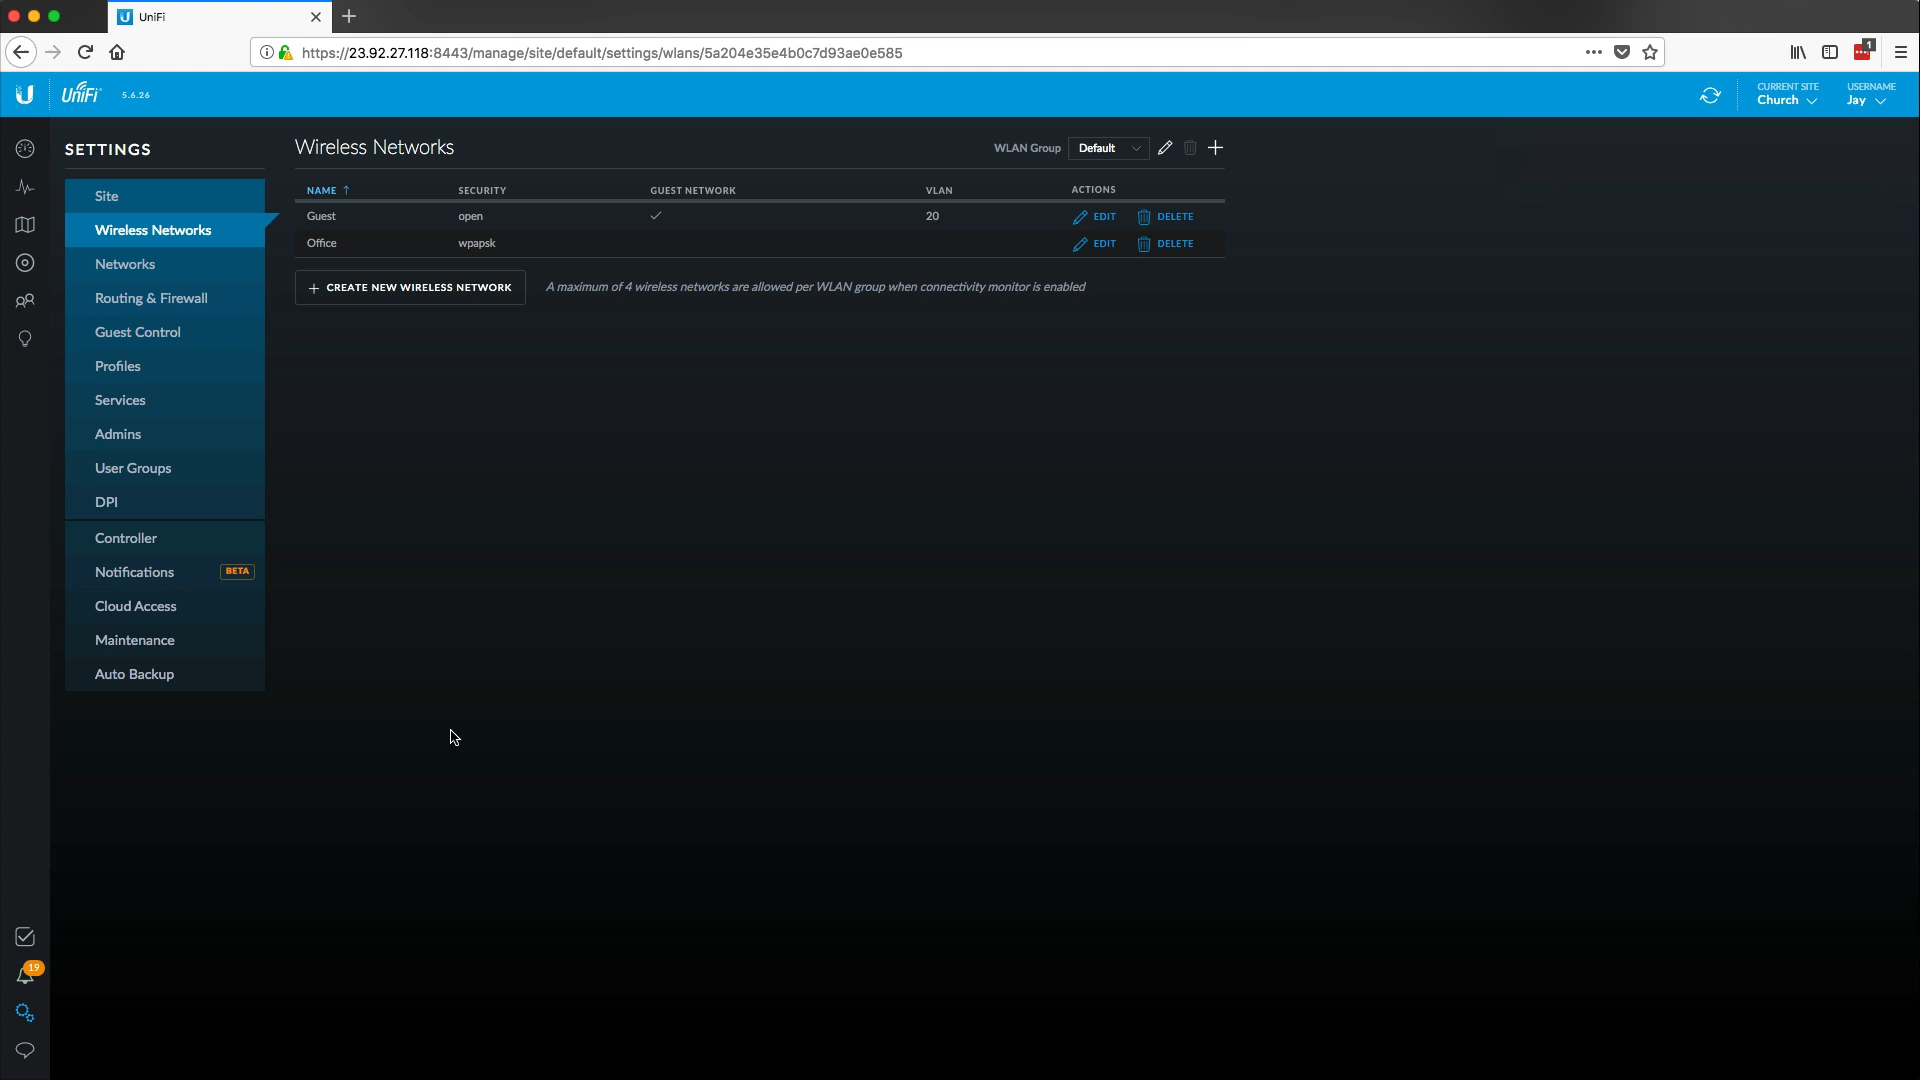 UniFi
https://23.92.27.118:8443/manage/site/default/settings/wlans/5a204e35e4b0c7d93ae0e585
1
UniFi 5.6.26
CURRENT SITE
Church
USERNAME
Jay
SETTINGS
Site
Wireless Networks
Networks
Routing & Firewall
Guest Control
Profiles
Services
Admins
User Groups
DPI
Controller
Notifications BETA
Cloud Access
Maintenance
Auto Backup
19
Wireless Networks
WLAN Group Default
NAME ↑ SECURITY GUEST NETWORK VLAN ACTIONS
Guest open ✓ 20 EDIT DELETE
Office wpapsk EDIT DELETE
+ CREATE NEW WIRELESS NETWORK A maximum of 4 wireless networks are allowed per WLAN group when connectivity monitor is enabled